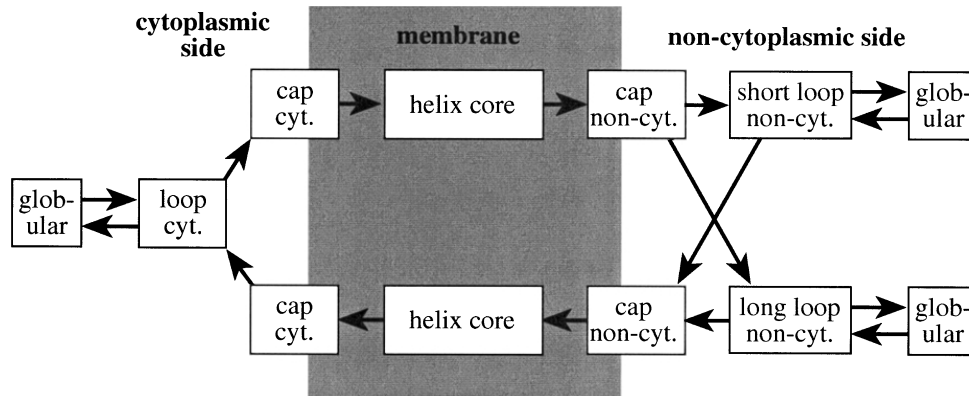 cytoplasmic
side
membrane
non-cytoplasmic side
cap
cyt.
helix core
cap
non-cyt.
short loop
non-cyt.
glob-
ular
glob-
ular
loop
cyt.
cap
cyt.
helix core
cap
non-cyt.
long loop
non-cyt.
glob-
ular